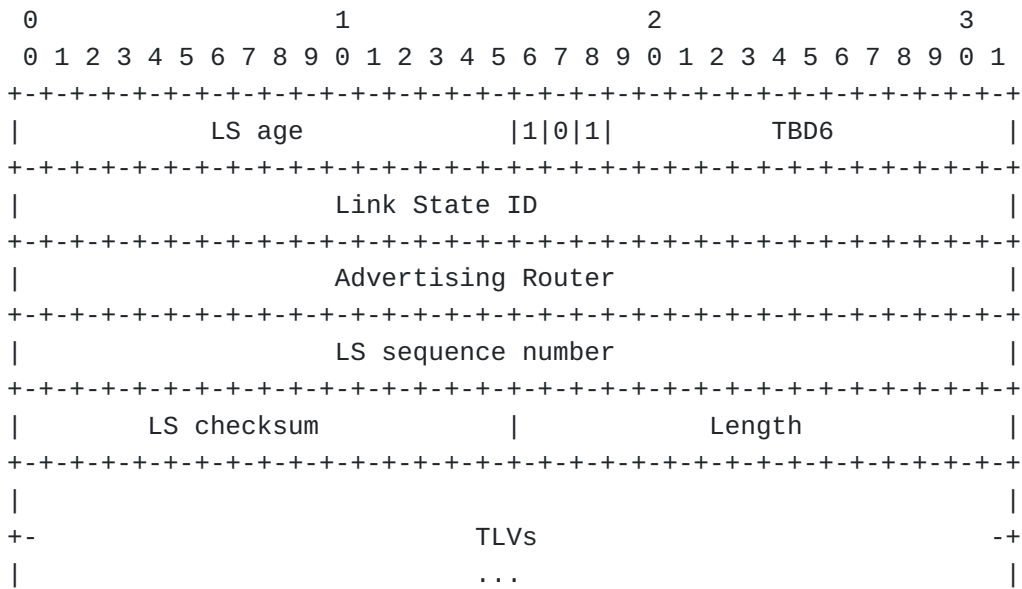 0                   1                   2                   3
 0 1 2 3 4 5 6 7 8 9 0 1 2 3 4 5 6 7 8 9 0 1 2 3 4 5 6 7 8 9 0 1
+-+-+-+-+-+-+-+-+-+-+-+-+-+-+-+-+-+-+-+-+-+-+-+-+-+-+-+-+-+-+-+-+
|            LS age             |1|0|1|          TBD6           |
+-+-+-+-+-+-+-+-+-+-+-+-+-+-+-+-+-+-+-+-+-+-+-+-+-+-+-+-+-+-+-+-+
|                    Link State ID                              |
+-+-+-+-+-+-+-+-+-+-+-+-+-+-+-+-+-+-+-+-+-+-+-+-+-+-+-+-+-+-+-+-+
|                    Advertising Router                         |
+-+-+-+-+-+-+-+-+-+-+-+-+-+-+-+-+-+-+-+-+-+-+-+-+-+-+-+-+-+-+-+-+
|                    LS sequence number                         |
+-+-+-+-+-+-+-+-+-+-+-+-+-+-+-+-+-+-+-+-+-+-+-+-+-+-+-+-+-+-+-+-+
|        LS checksum            |            Length             |
+-+-+-+-+-+-+-+-+-+-+-+-+-+-+-+-+-+-+-+-+-+-+-+-+-+-+-+-+-+-+-+-+
|                                                               |
+-                            TLVs                             -+
|                             ...                               |